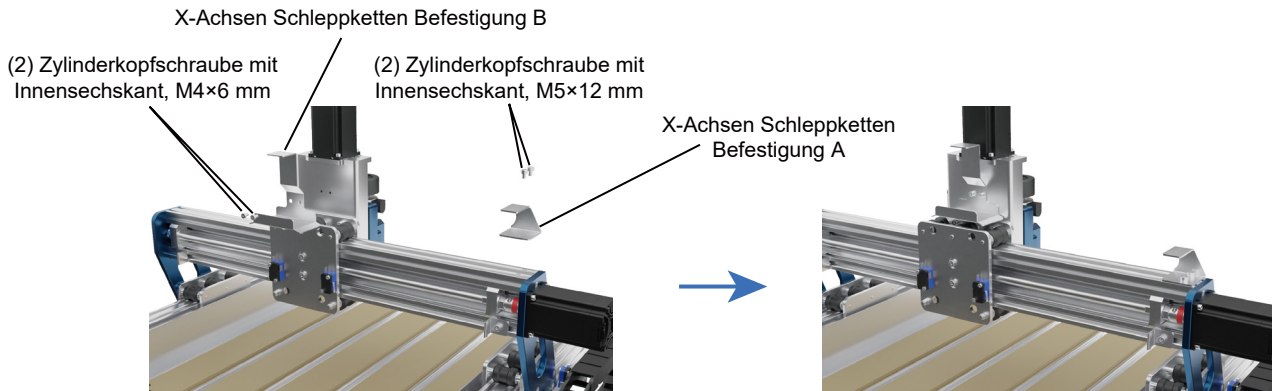 X-Achsen Schleppketten Befestigung B
(2) Zylinderkopfschraube mit
Innensechskant, M4×6 mm
(2) Zylinderkopfschraube mit
Innensechskant, M5×12 mm
X-Achsen Schleppketten
Befestigung A